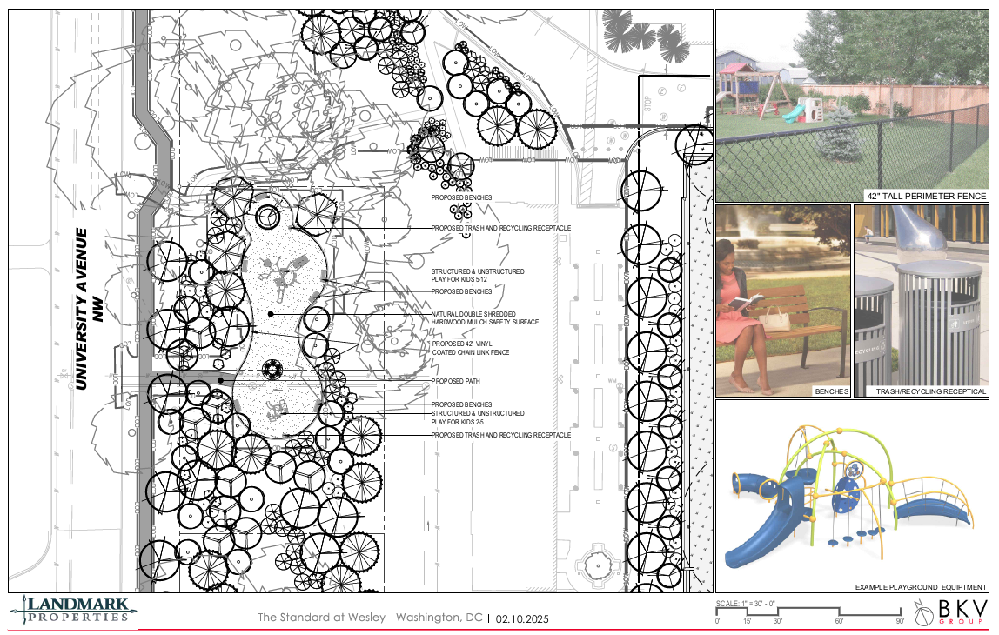 UNIVERSITY AVENUE
NW
STOP
PROPOSED BENCHES
PROPOSED TRASH AND RECYCLING RECEPTACLE
STRUCTURED & UNSTRUCTURED
PLAY FOR KIDS 5-12
PROPOSED BENCHES
NATURAL DOUBLE SHREDDED
HARDWOOD MULCH SAFETY SURFACE
PROPOSED 42" VINYL
COATED CHAIN LINK FENCE
PROPOSED PATH
PROPOSED BENCHES
STRUCTURED & UNSTRUCTURED
PLAY FOR KIDS 2-5
PROPOSED TRASH AND RECYCLING RECEPTACLE
42" TALL PERIMETER FENCE
BENCHES
RECYCLING
TRASH/RECYCLING RECEPTICAL
EXAMPLE PLAYGROUND EQUIPTMENT
LANDMARK
PROPERTIES
The Standard at Wesley - Washington, DC | 02.10.2025
SCALE: 1" = 30' - 0"
0' 15' 30' 60' 90'
BKV
GROUP